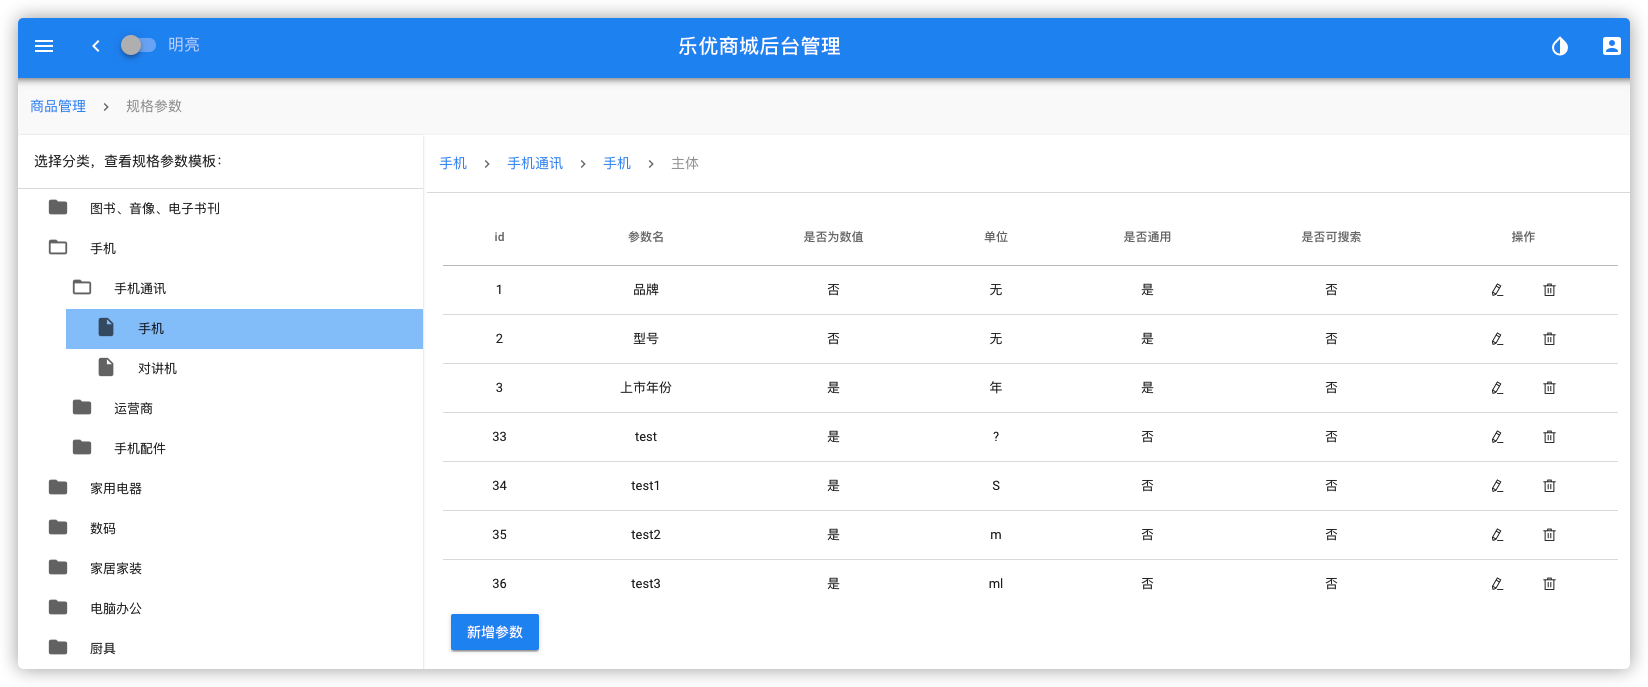 明亮
乐优商城后台管理
商品管理 > 规格参数
选择分类，查看规格参数模板：
图书、音像、电子书刊
手机
手机通讯
手机
对讲机
运营商
手机配件
家用电器
数码
家居家装
电脑办公
厨具
手机 > 手机通讯 > 手机 > 主体
id 参数名 是否为数值 单位 是否通用 是否可搜索 操作
1 品牌 否 无 是 否
2 型号 否 无 是 否
3 上市年份 是 年 是 否
33 test 是 ? 否 否
34 test1 是 S 否 否
35 test2 是 m 否 否
36 test3 是 ml 否 否
新增参数